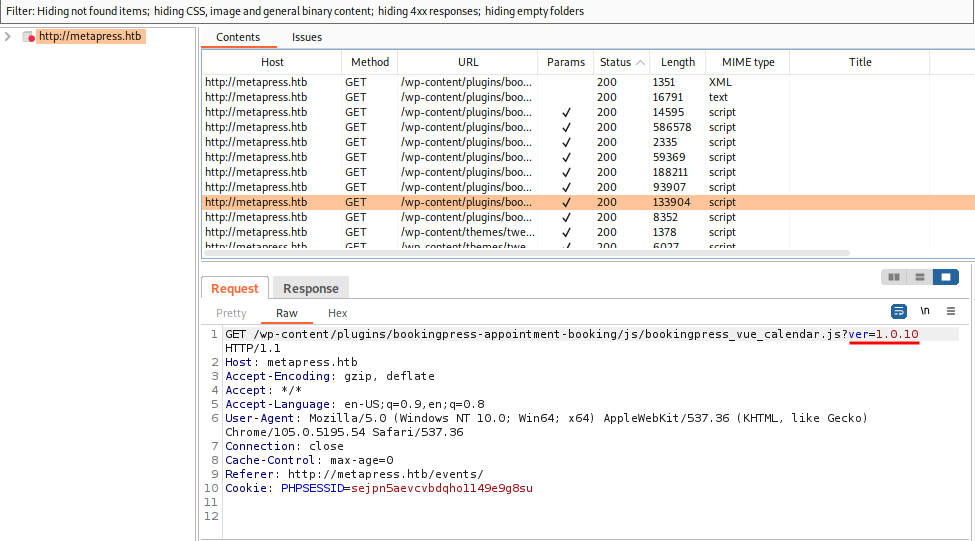 Filter: Hiding not found items; hiding CSS, image and general binary content; hiding 4xx responses; hiding empty folders
http://metapress.htb
Contents Issues
Host Method URL Params Status Length MIME type Title
http://metapress.htb GET /wp-content/plugins/boo... 200 1351 XML
http://metapress.htb GET /wp-content/plugins/boo... 200 16791 text
http://metapress.htb GET /wp-content/plugins/boo... ✓ 200 14595 script
http://metapress.htb GET /wp-content/plugins/boo... ✓ 200 586578 script
http://metapress.htb GET /wp-content/plugins/boo... ✓ 200 2335 script
http://metapress.htb GET /wp-content/plugins/boo... ✓ 200 59369 script
http://metapress.htb GET /wp-content/plugins/boo... ✓ 200 188211 script
http://metapress.htb GET /wp-content/plugins/boo... ✓ 200 93907 script
http://metapress.htb GET /wp-content/plugins/boo... ✓ 200 133904 script
http://metapress.htb GET /wp-content/plugins/boo... ✓ 200 8352 script
http://metapress.htb GET /wp-content/themes/twe... ✓ 200 1378 script
http://metapress.htb GET /wp-content/themes/twe... ✓ 200 6027 script
Request Response
Pretty Raw Hex \n
1 GET /wp-content/plugins/bookingpress-appointment-booking/js/bookingpress_vue_calendar.js?ver=1.0.10
HTTP/1.1
2 Host: metapress.htb
3 Accept-Encoding: gzip, deflate
4 Accept: */*
5 Accept-Language: en-US;q=0.9,en;q=0.8
6 User-Agent: Mozilla/5.0 (Windows NT 10.0; Win64; x64) AppleWebKit/537.36 (KHTML, like Gecko)
Chrome/105.0.5195.54 Safari/537.36
7 Connection: close
8 Cache-Control: max-age=0
9 Referer: http://metapress.htb/events/
10 Cookie: PHPSESSID=sejpn5aevcvbdqho1149e9g8su
11
12